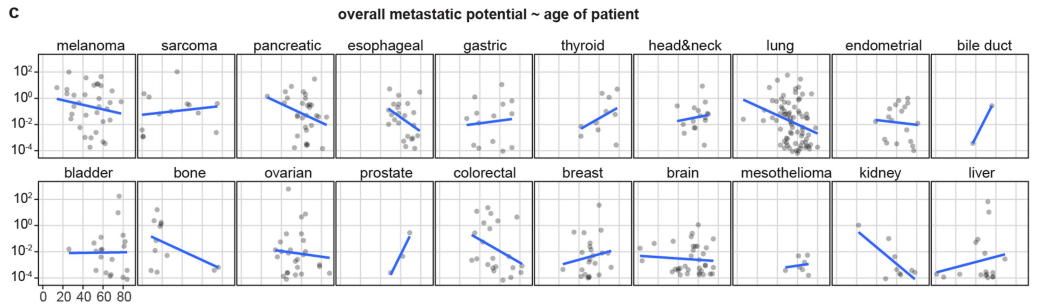 c
overall metastatic potential ~ age of patient
melanoma sarcoma pancreatic esophageal gastric thyroid head&neck lung endometrial bile duct
10²
10⁰
10⁻²
10⁻⁴
bladder bone ovarian prostate colorectal breast brain mesothelioma kidney liver
10²
10⁰
10⁻²
10⁻⁴
0 20 40 60 80